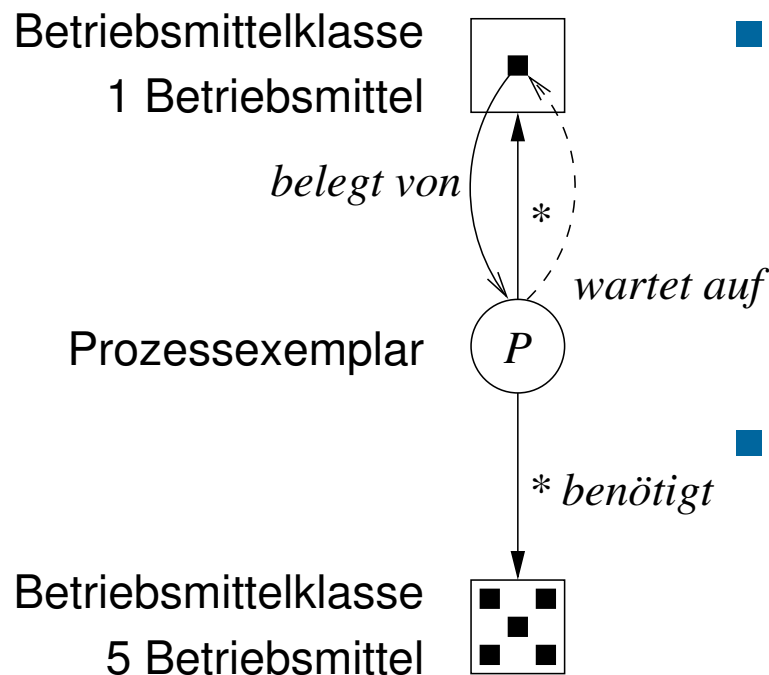 Betriebsmittelklasse
1 Betriebsmittel
belegt von
*
wartet auf
Prozessexemplar
P
* benötigt
Betriebsmittelklasse
5 Betriebsmittel